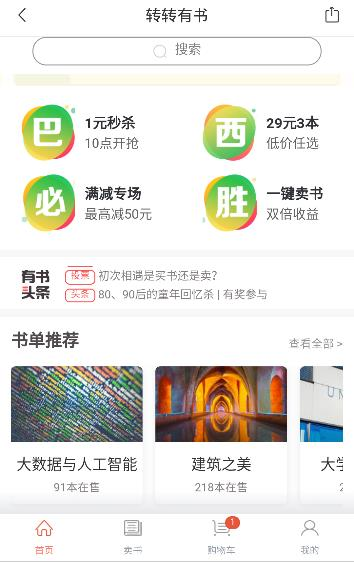 转转有书
搜索
巴
1元秒杀
10点开抢
西
29元3本
低价任选
必
满减专场
最高减50元
胜
一键卖书
双倍收益
有书
头条
投票 初次相遇是买书还是卖?
头条 80、90后的童年回忆杀 | 有奖参与
书单推荐
查看全部 >
大数据与人工智能
91本在售
建筑之美
218本在售
大学
2
首页
卖书
购物车
1
我的